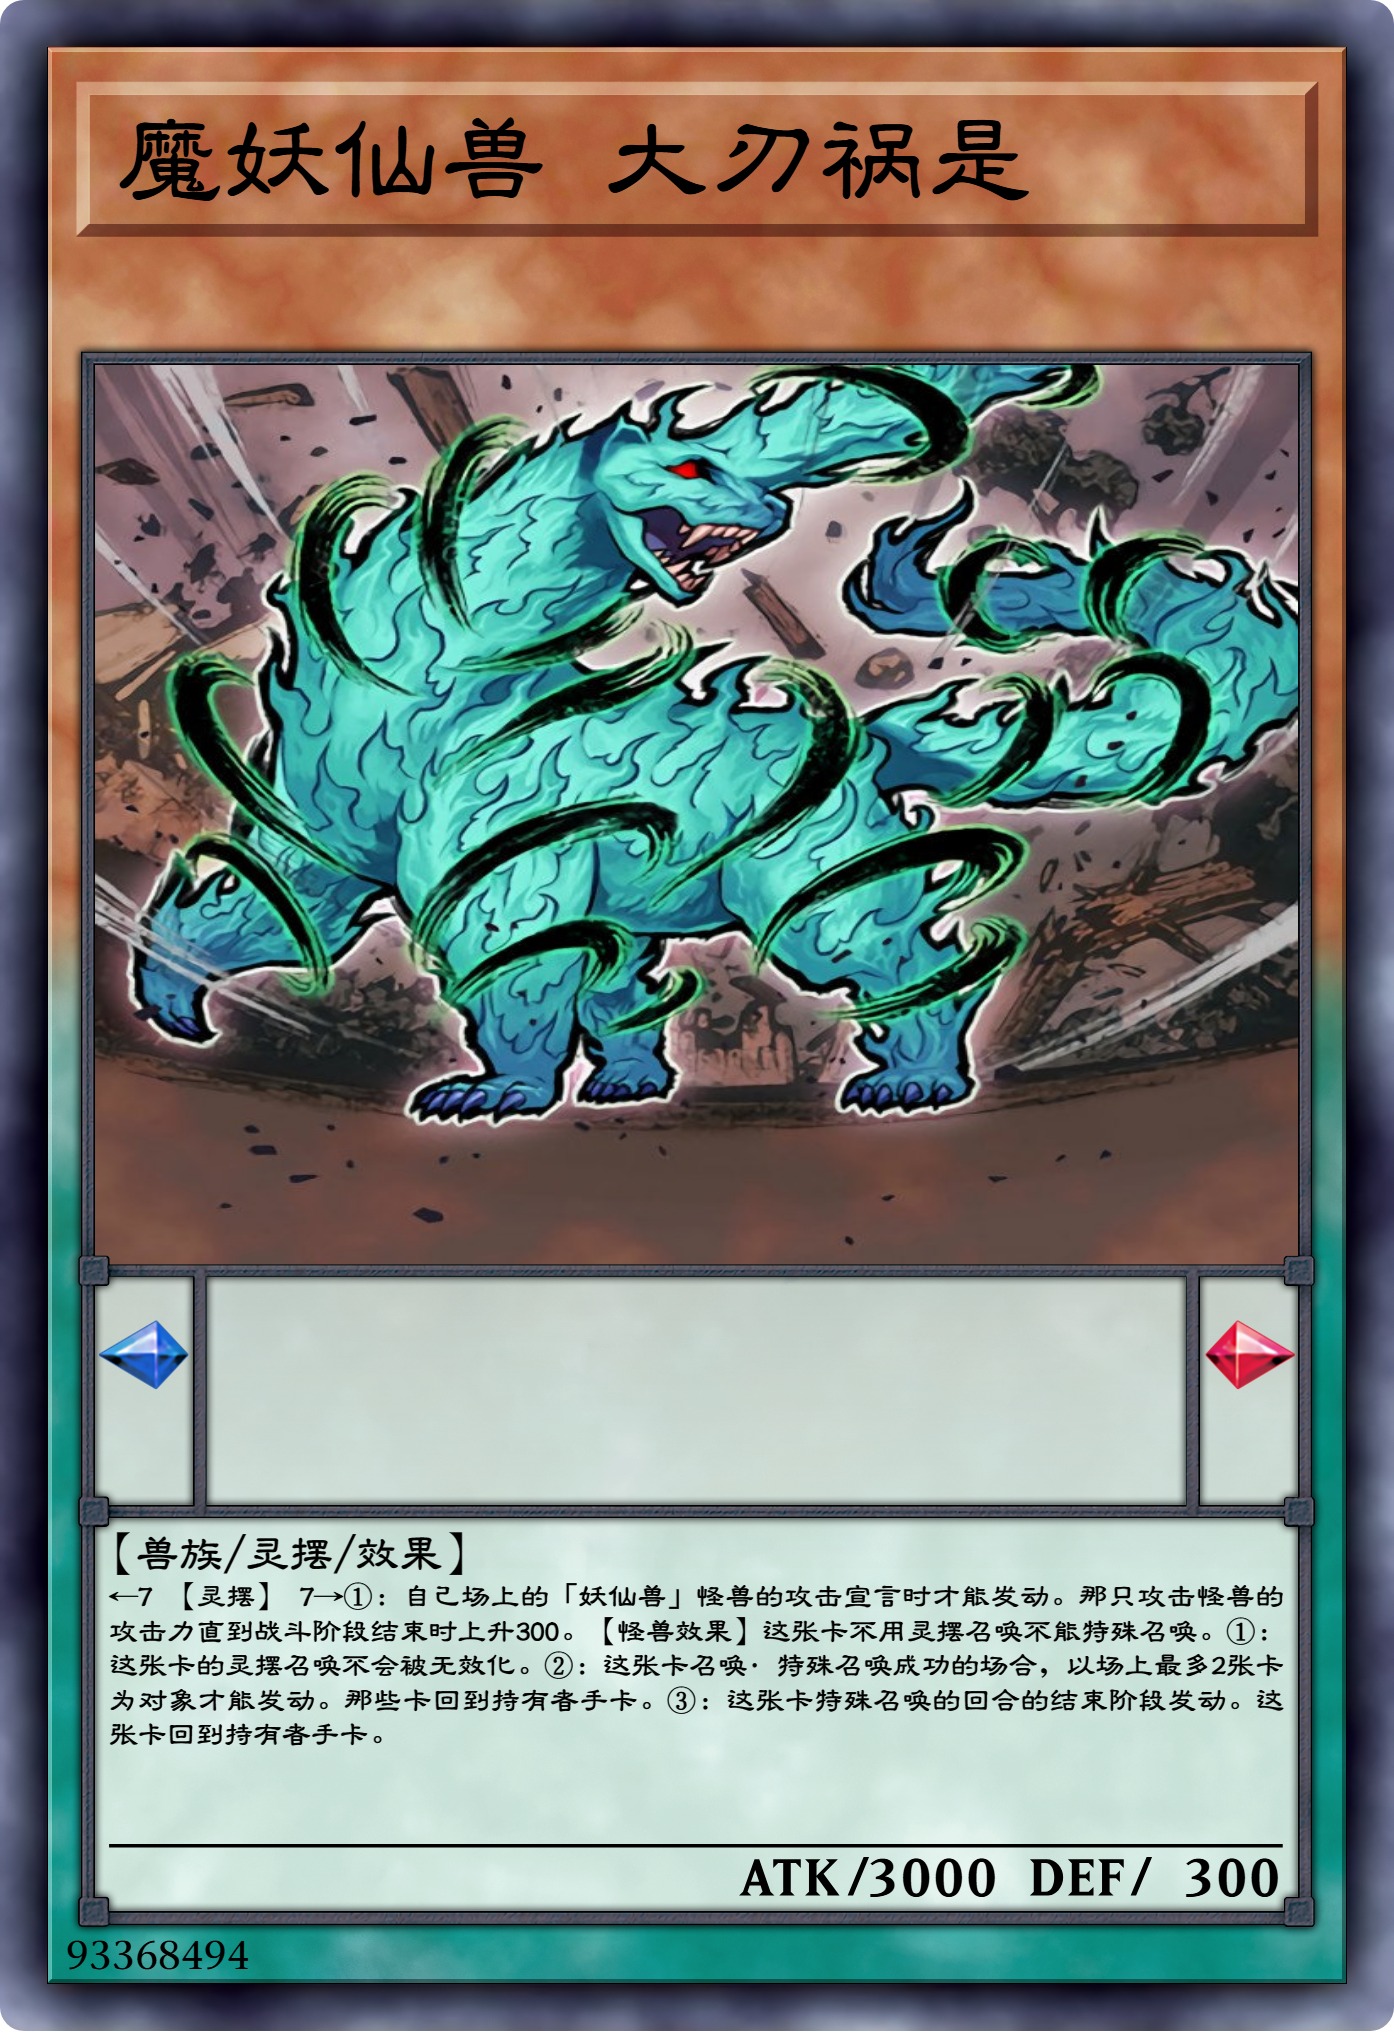 魔妖仙兽 大刃祸是
【兽族/灵摆/效果】
←7 【灵摆】 7→①：自己场上的「妖仙兽」怪兽的攻击宣言时才能发动。那只攻击怪兽的
攻击力直到战斗阶段结束时上升300。【怪兽效果】这张卡不用灵摆召唤不能特殊召唤。①：
这张卡的灵摆召唤不会被无效化。②：这张卡召唤·特殊召唤成功的场合，以场上最多2张卡
为对象才能发动。那些卡回到持有者手卡。③：这张卡特殊召唤的回合的结束阶段发动。这
张卡回到持有者手卡。
ATK/3000 DEF/ 300
93368494